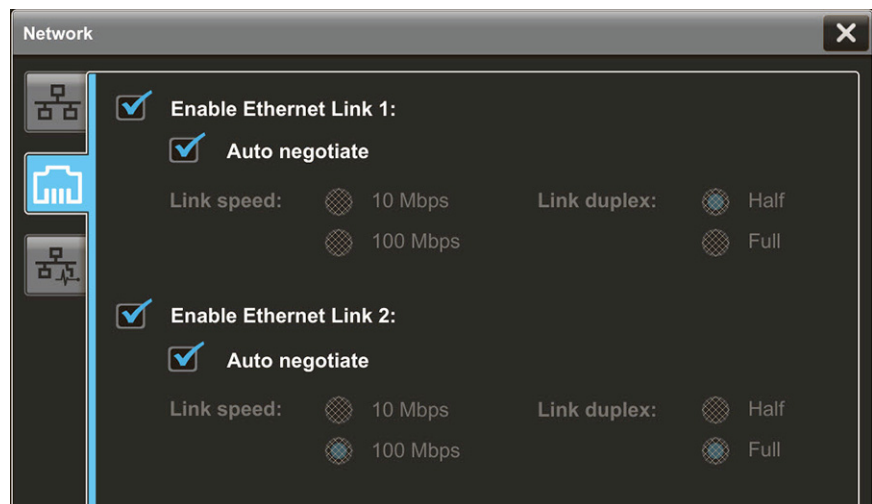 Network
Enable Ethernet Link 1:
Auto negotiate
Link speed: 10 Mbps Link duplex: Half
100 Mbps Full
Enable Ethernet Link 2:
Auto negotiate
Link speed: 10 Mbps Link duplex: Half
100 Mbps Full